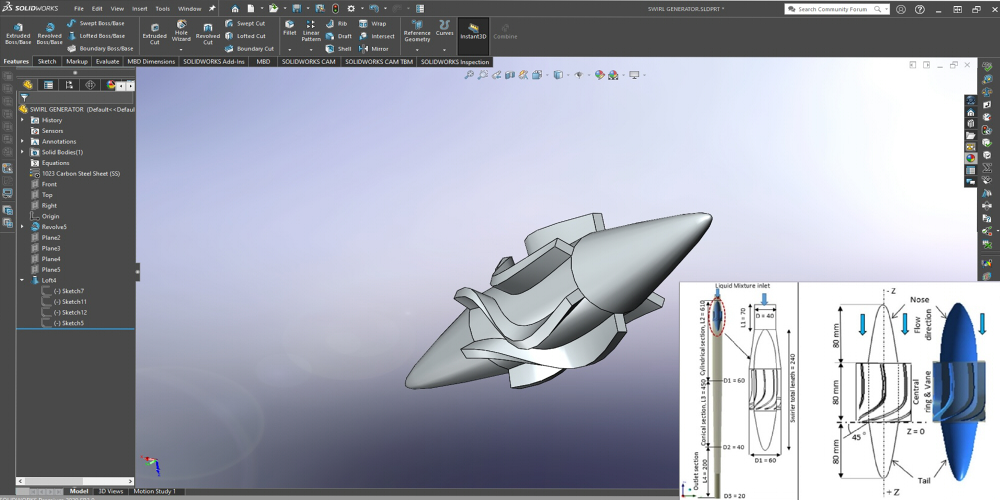 SOLIDWORKS
File Edit View Insert Tools Window
SWIRL GENERATOR.SLDPRT *
Search Community Forum
Extruded Boss/Base
Revolved Boss/Base
Swept Boss/Base
Lofted Boss/Base
Boundary Boss/Base
Extruded Cut
Hole Wizard
Revolved Cut
Swept Cut
Lofted Cut
Boundary Cut
Fillet
Linear Pattern
Rib
Draft
Shell
Wrap
Intersect
Mirror
Reference Geometry
Curves
Instant3D
Combine
Features Sketch Markup Evaluate MBD Dimensions SOLIDWORKS Add-Ins MBD SOLIDWORKS CAM SOLIDWORKS CAM TBM SOLIDWORKS Inspection
SWIRL GENERATOR (Default<<Defaul
History
Sensors
Annotations
Solid Bodies(1)
Equations
1023 Carbon Steel Sheet (SS)
Front
Top
Right
Origin
Revolve5
Plane2
Plane3
Plane4
Plane5
Loft4
(-) Sketch7
(-) Sketch11
(-) Sketch12
(-) Sketch5
Model 3D Views Motion Study 1
Liquid Mixture inlet
L1 = 70
D = 40
Cylindrical section, L2 = 610
D1 = 60
Swirler total length = 240
Conical section, L3 = 450
D2 = 40
D1 = 60
Outlet section
L4 = 200
D3 = 20
- Z
Nose
Flow direction
80 mm
80 mm
Central ring & Vane
45°
Z = 0
80 mm
Tail
+ Z